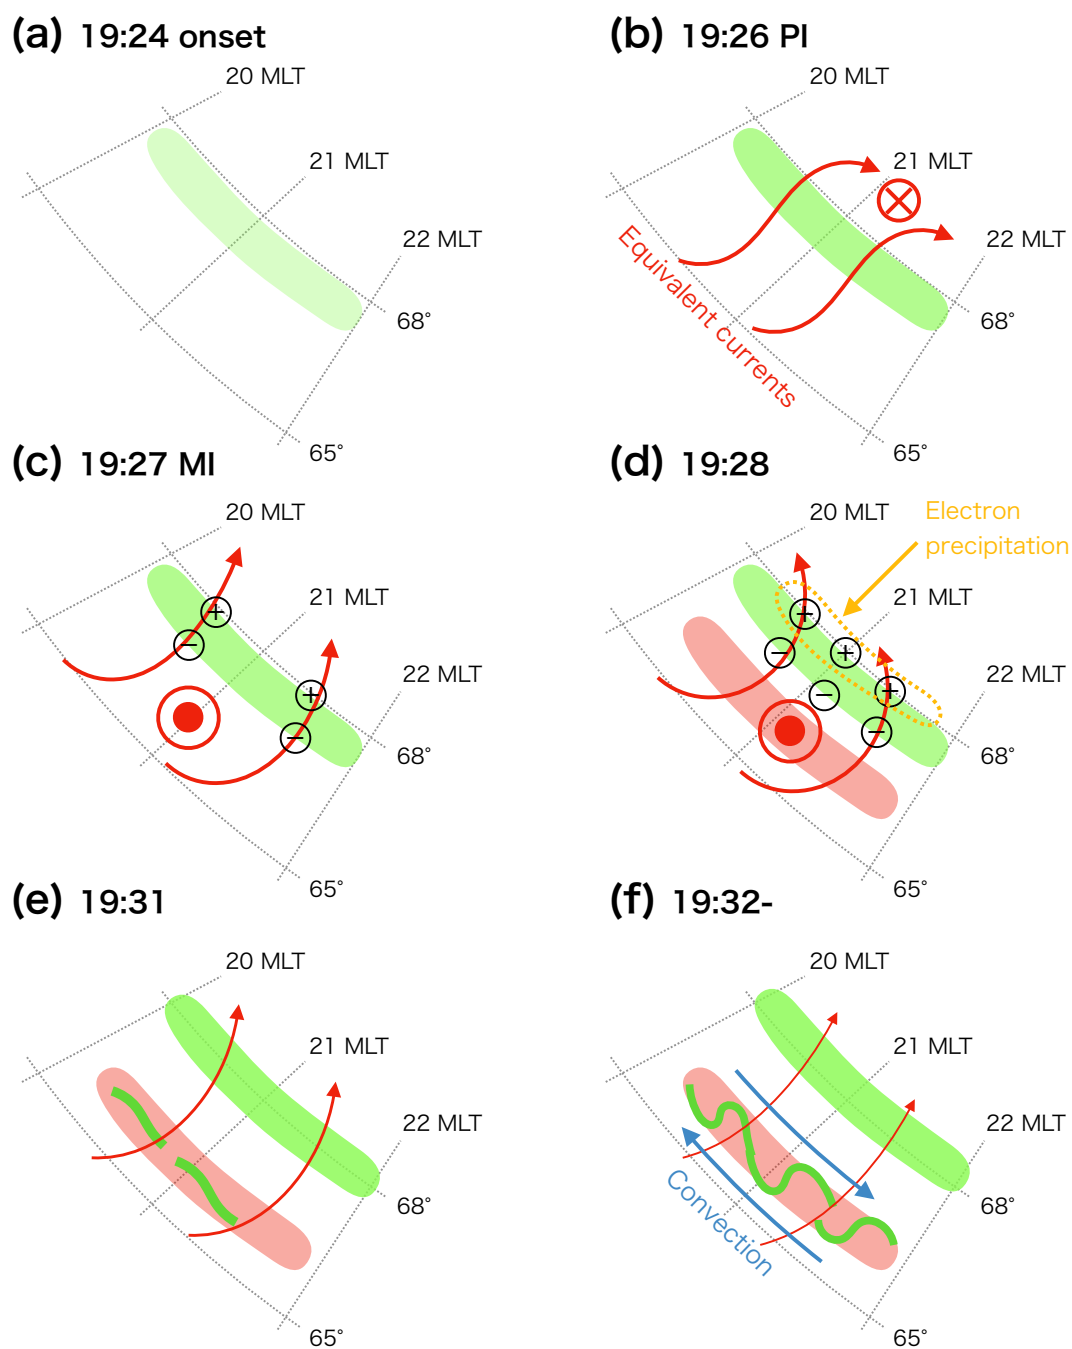 (a) 19:24 onset
20 MLT
21 MLT
22 MLT
68°
65°
(b) 19:26 PI
20 MLT
21 MLT
22 MLT
68°
65°
Equivalent currents
(c) 19:27 MI
20 MLT
21 MLT
22 MLT
68°
65°
+
−
+
−
(d) 19:28
Electron
precipitation
20 MLT
21 MLT
22 MLT
68°
65°
+
−
+
−
+
−
(e) 19:31
20 MLT
21 MLT
22 MLT
68°
65°
(f) 19:32-
20 MLT
21 MLT
22 MLT
68°
65°
Convection